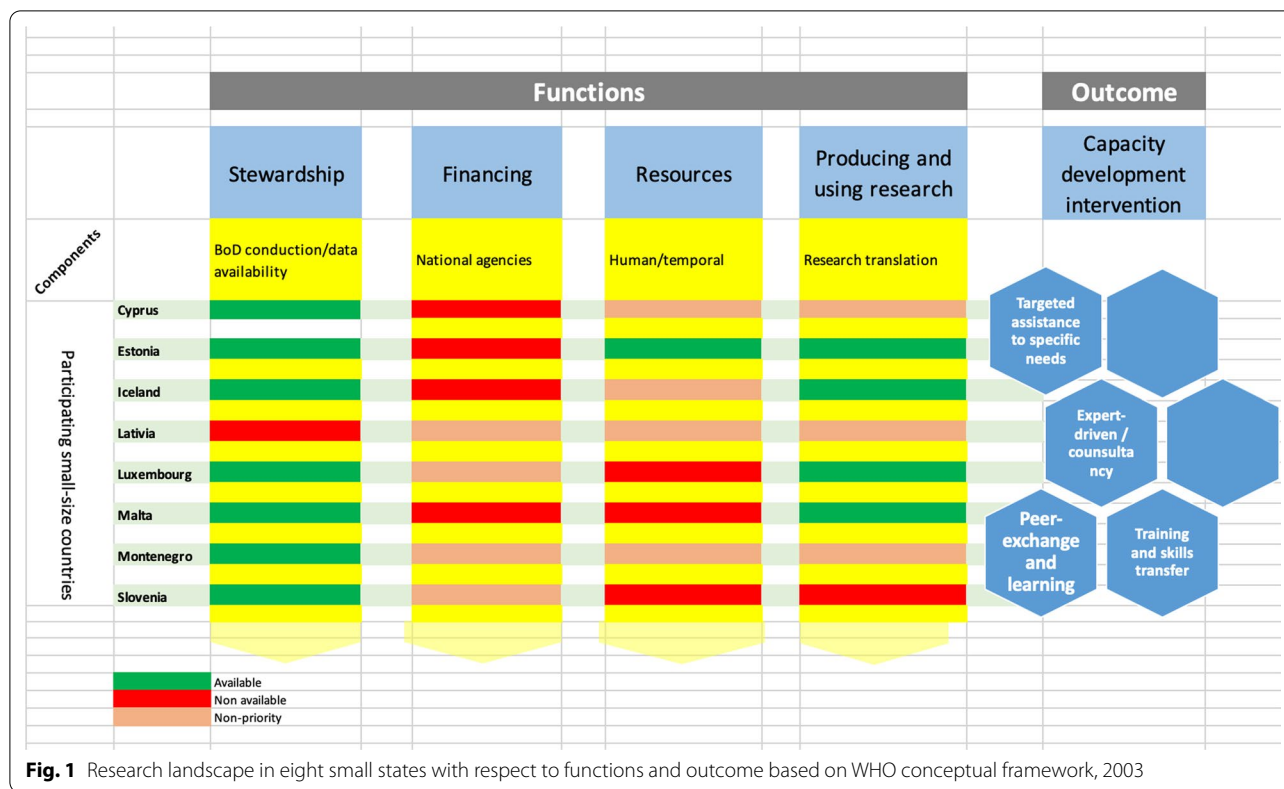 Functions
Outcome
Stewardship
Financing
Resources
Producing and
using research
Capacity
development
intervention
Components
BoD conduction/data
availability
National agencies
Human/temporal
Research translation
Participating small-size countries
Cyprus
Estonia
Iceland
Lativia
Luxembourg
Malta
Montenegro
Slovenia
Targeted
assistance
to specific
needs
Expert-
driven /
counsulta
ncy
Peer-
exchange
and
learning
Training
and skills
transfer
Available
Non available
Non-priority
Fig. 1 Research landscape in eight small states with respect to functions and outcome based on WHO conceptual framework, 2003